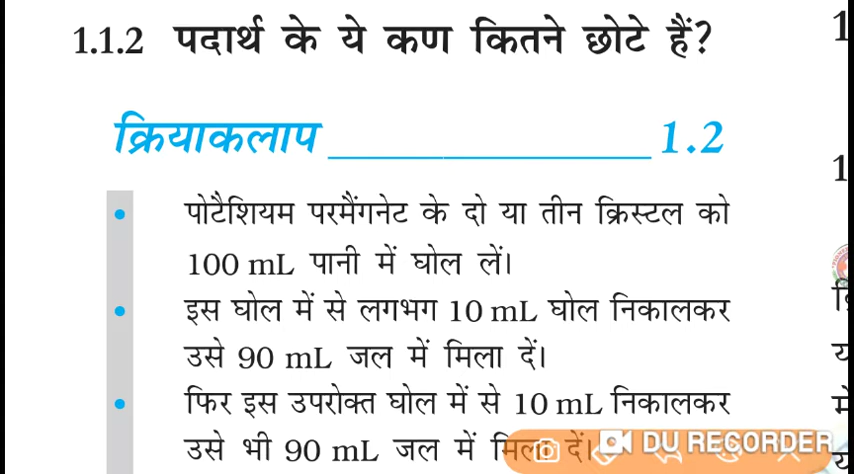 1.1.2 पदार्थ के ये कण कितने छोटे हैं?
क्रियाकलाप ____________ 1.2
• पोटैशियम परमैंगनेट के दो या तीन क्रिस्टल को
100 mL पानी में घोल लें।
• इस घोल में से लगभग 10 mL घोल निकालकर
उसे 90 mL जल में मिला दें।
• फिर इस उपरोक्त घोल में से 10 mL निकालकर
उसे भी 90 mL जल में मिला दें।
DU RECORDER